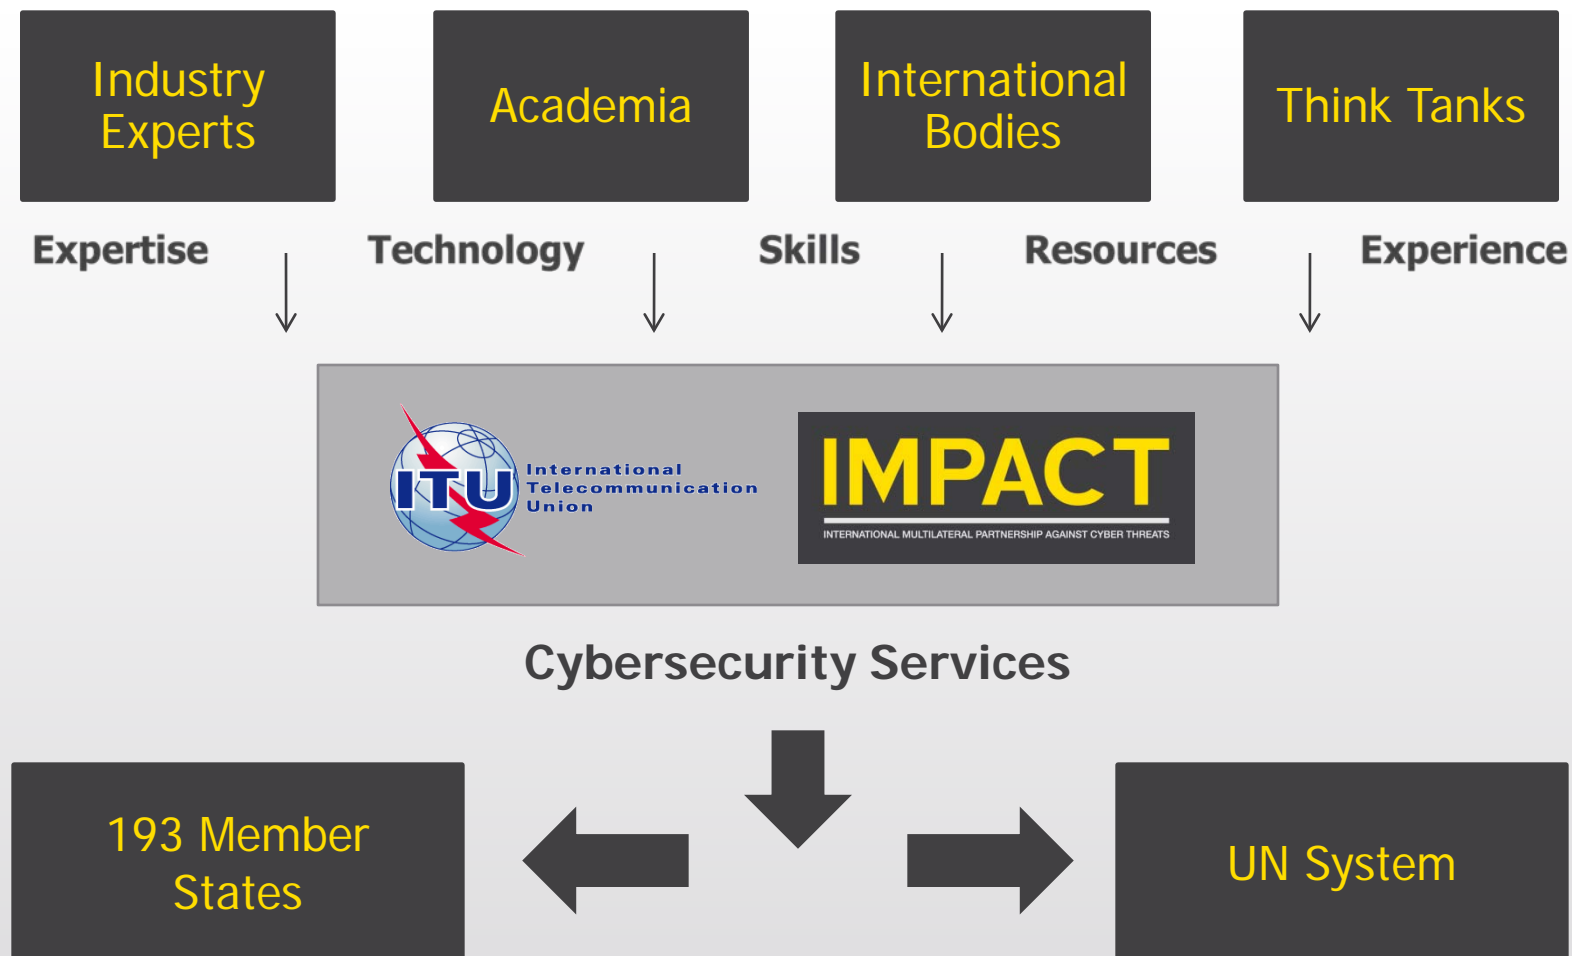 Industry
Experts
Academia
International
Bodies
Think Tanks
Expertise
Technology
Skills
Resources
Experience
ITU
International
Telecommunication
Union
IMPACT
INTERNATIONAL MULTILATERAL PARTNERSHIP AGAINST CYBER THREATS
Cybersecurity Services
193 Member
States
UN System